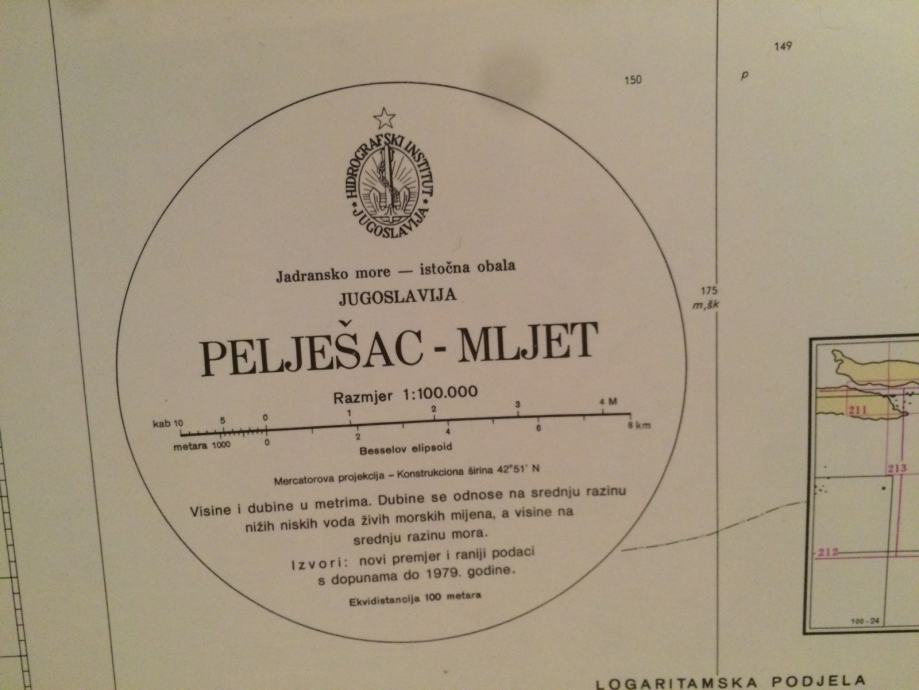 150
149
p
HIDROGRAFSKI INSTITUT
JUGOSLAVIJA
Jadransko more — istočna obala
JUGOSLAVIJA
PELJEŠAC - MLJET
Razmjer 1:100.000
kab 10 5 0 1 2 3 4 M
metara 1000 0 2 4 6 8 km
Besselov elipsoid
Mercatorova projekcija – Konstrukciona širina 42°51' N
Visine i dubine u metrima. Dubine se odnose na srednju razinu
nižih niskih voda živih morskih mijena, a visine na
srednju razinu mora.
Izvori: novi premjer i raniji podaci
s dopunama do 1979. godine.
Ekvidistancija 100 metara
175
m,šk
211
213
212
100-24
LOGARITAMSKA PODJELA